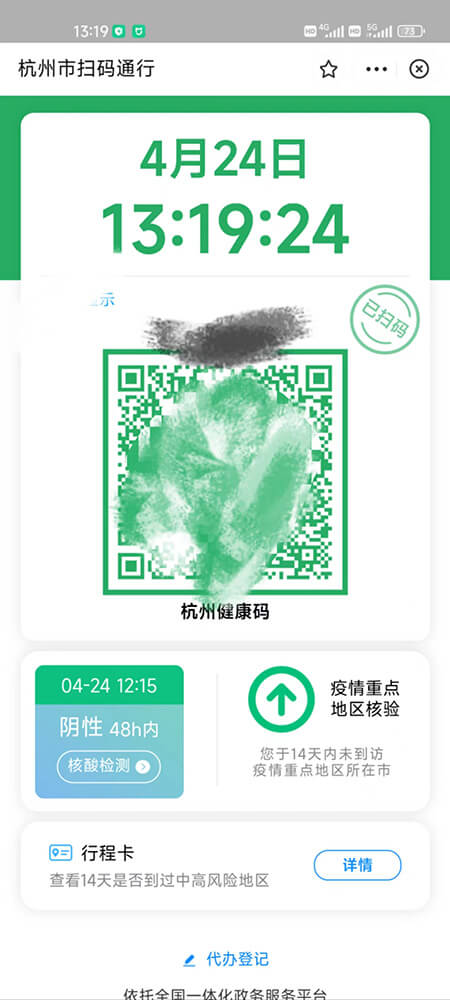 13:19
HD 4G HD 5G 73
杭州市扫码通行
4月24日
13:19:24
示
已扫码
杭州健康码
04-24 12:15
阴性 48h内
核酸检测
疫情重点
地区核验
您于14天内未到访
疫情重点地区所在市
行程卡
查看14天是否到过中高风险地区
详情
代办登记
依托全国一体化政务服务平台